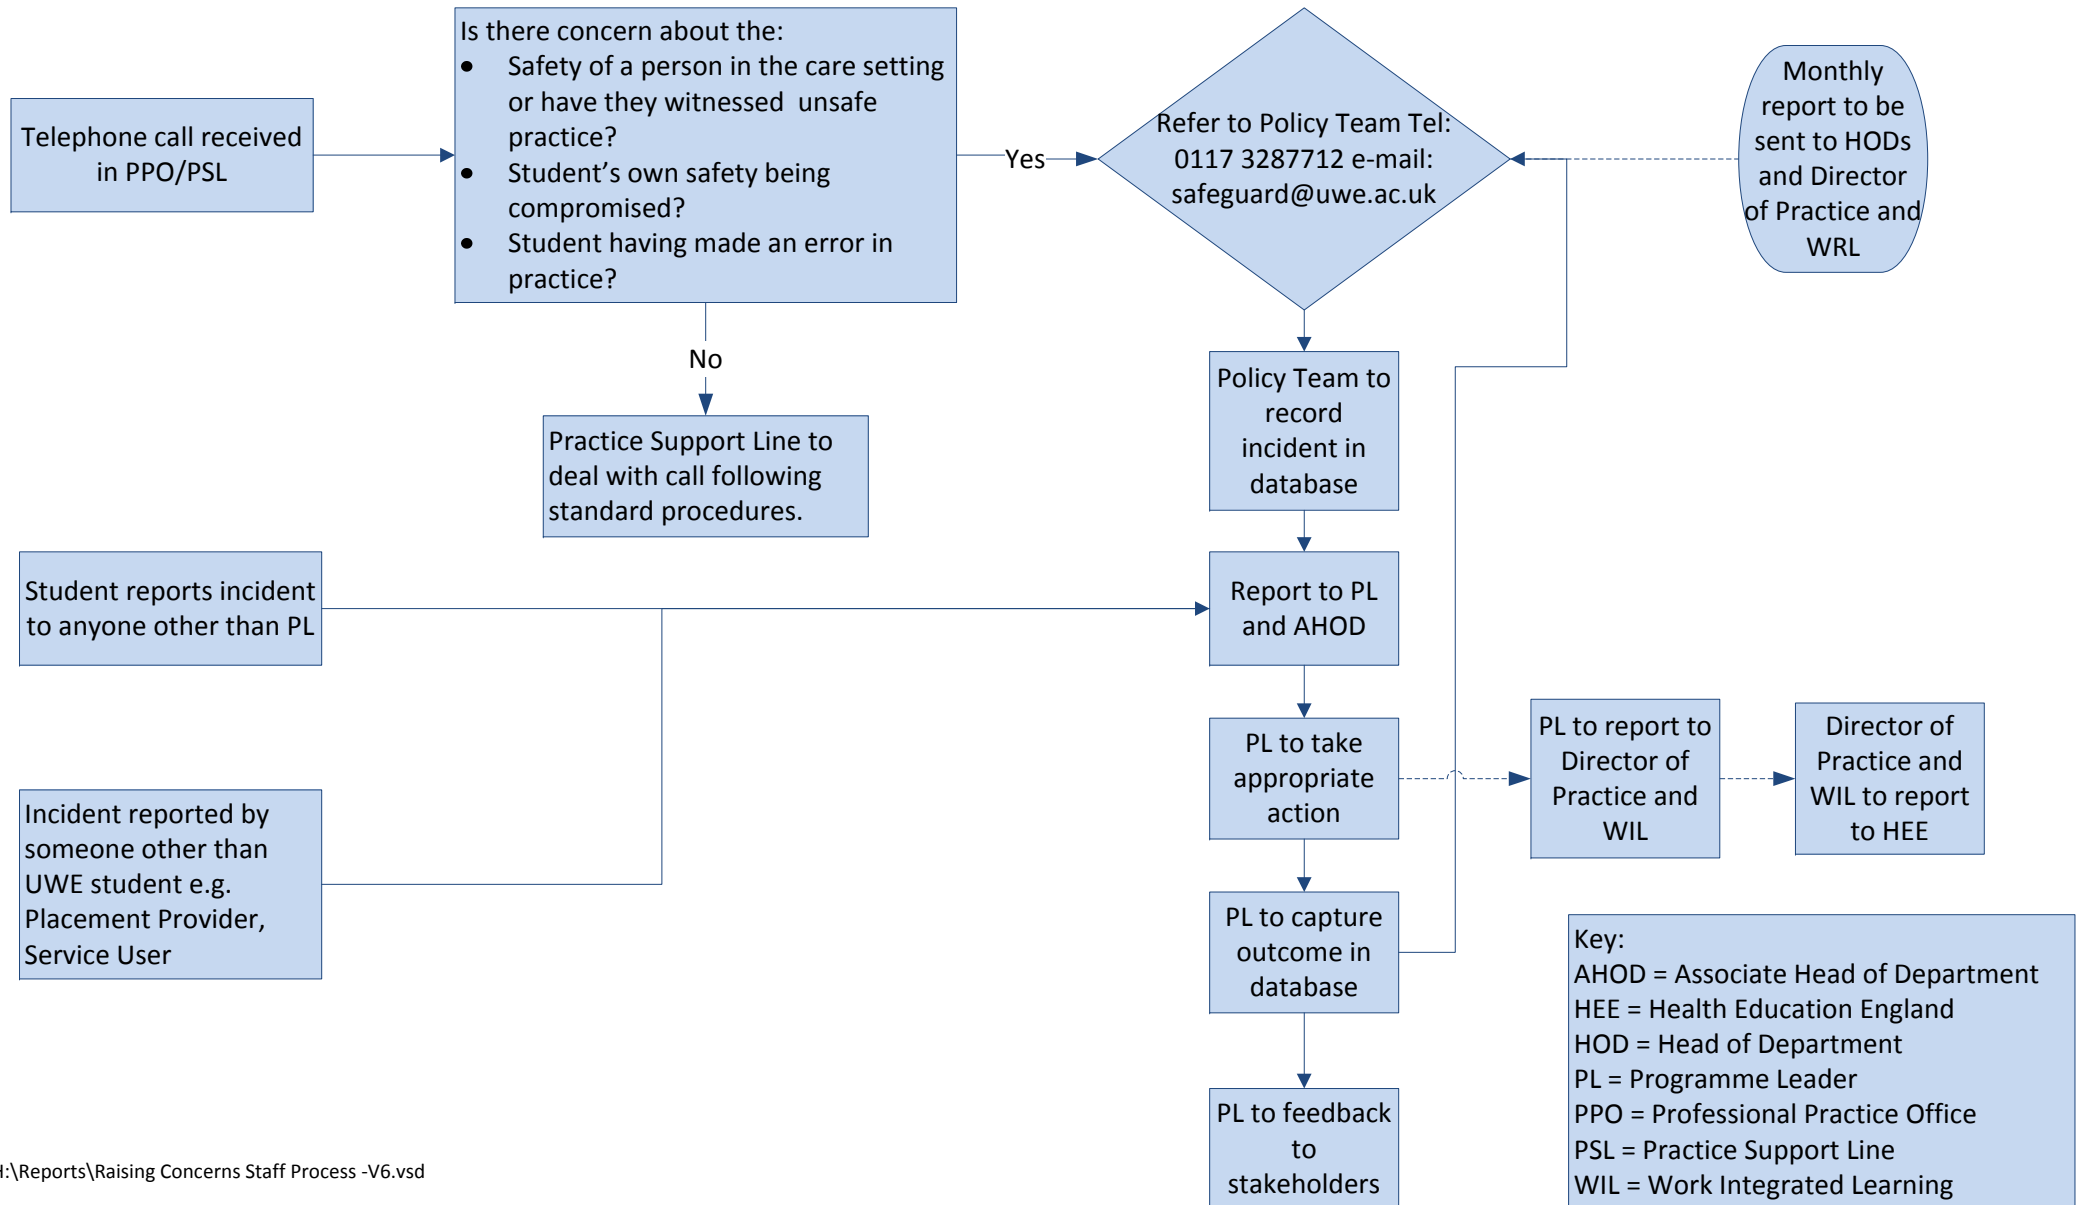 Telephone call received
in PPO/PSL
Is there concern about the:
• Safety of a person in the care setting
or have they witnessed unsafe
practice?
• Student’s own safety being
compromised?
• Student having made an error in
practice?
Yes
Refer to Policy Team Tel:
0117 3287712 e-mail:
safeguard@uwe.ac.uk
Monthly
report to be
sent to HODs
and Director
of Practice and
WRL
No
Practice Support Line to
deal with call following
standard procedures.
Policy Team to
record
incident in
database
Student reports incident
to anyone other than PL
Report to PL
and AHOD
Incident reported by
someone other than
UWE student e.g.
Placement Provider,
Service User
PL to take
appropriate
action
PL to report to
Director of
Practice and
WIL
Director of
Practice and
WIL to report
to HEE
PL to capture
outcome in
database
PL to feedback
to
stakeholders
Key:
AHOD = Associate Head of Department
HEE = Health Education England
HOD = Head of Department
PL = Programme Leader
PPO = Professional Practice Office
PSL = Practice Support Line
WIL = Work Integrated Learning
H:\Reports\Raising Concerns Staff Process -V6.vsd